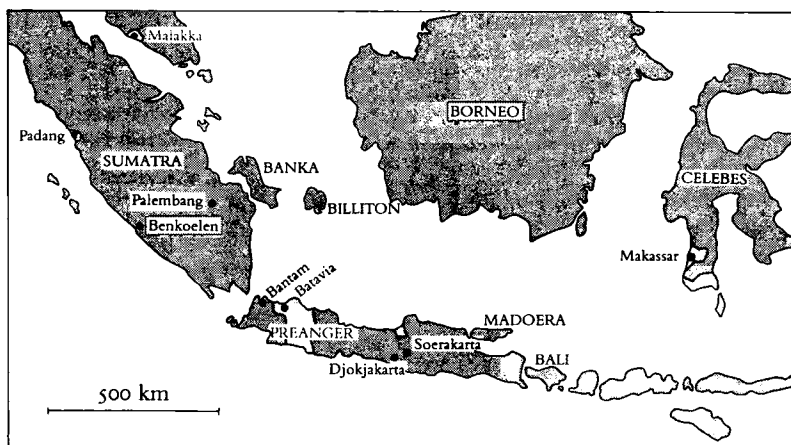 Malakka
BORNEO
Padang
SUMATRA
BANKA
CELEBES
Palembang
BILLITON
Benkoelen
Makassar
Bantam
Batavia
MADOERA
PREANGER
Soerakarta
Djokjakarta
BALI
500 km